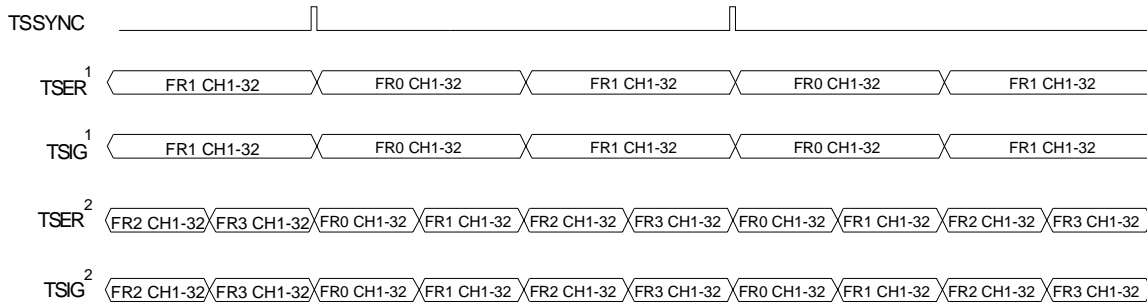 TSSYNC
TSER¹ FR1 CH1-32 FR0 CH1-32 FR1 CH1-32 FR0 CH1-32 FR1 CH1-32
TSIG¹ FR1 CH1-32 FR0 CH1-32 FR1 CH1-32 FR0 CH1-32 FR1 CH1-32
TSER² FR2 CH1-32 FR3 CH1-32 FR0 CH1-32 FR1 CH1-32 FR2 CH1-32 FR3 CH1-32 FR0 CH1-32 FR1 CH1-32 FR2 CH1-32 FR3 CH1-32
TSIG² FR2 CH1-32 FR3 CH1-32 FR0 CH1-32 FR1 CH1-32 FR2 CH1-32 FR3 CH1-32 FR0 CH1-32 FR1 CH1-32 FR2 CH1-32 FR3 CH1-32